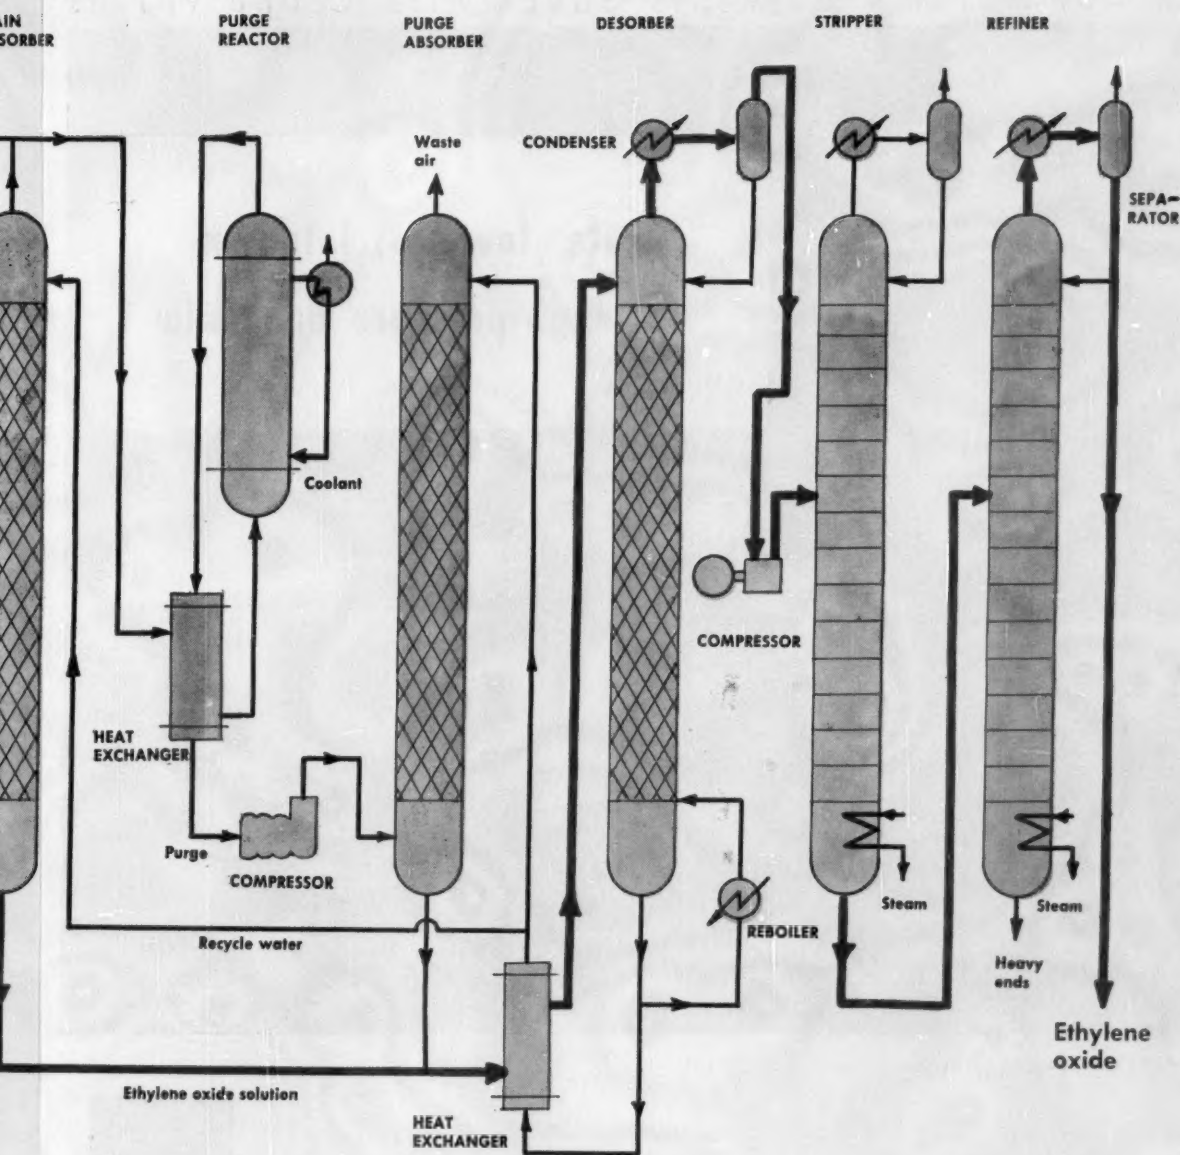 AIN
SORBER
PURGE
REACTOR
PURGE
ABSORBER
DESORBER
STRIPPER
REFINER
Waste
air
CONDENSER
SEPA-
RATOR
Coolant
COMPRESSOR
HEAT
EXCHANGER
Purge
COMPRESSOR
Steam
Steam
REBOILER
Recycle water
Heavy
ends
Ethylene
oxide
Ethylene oxide solution
HEAT
EXCHANGER